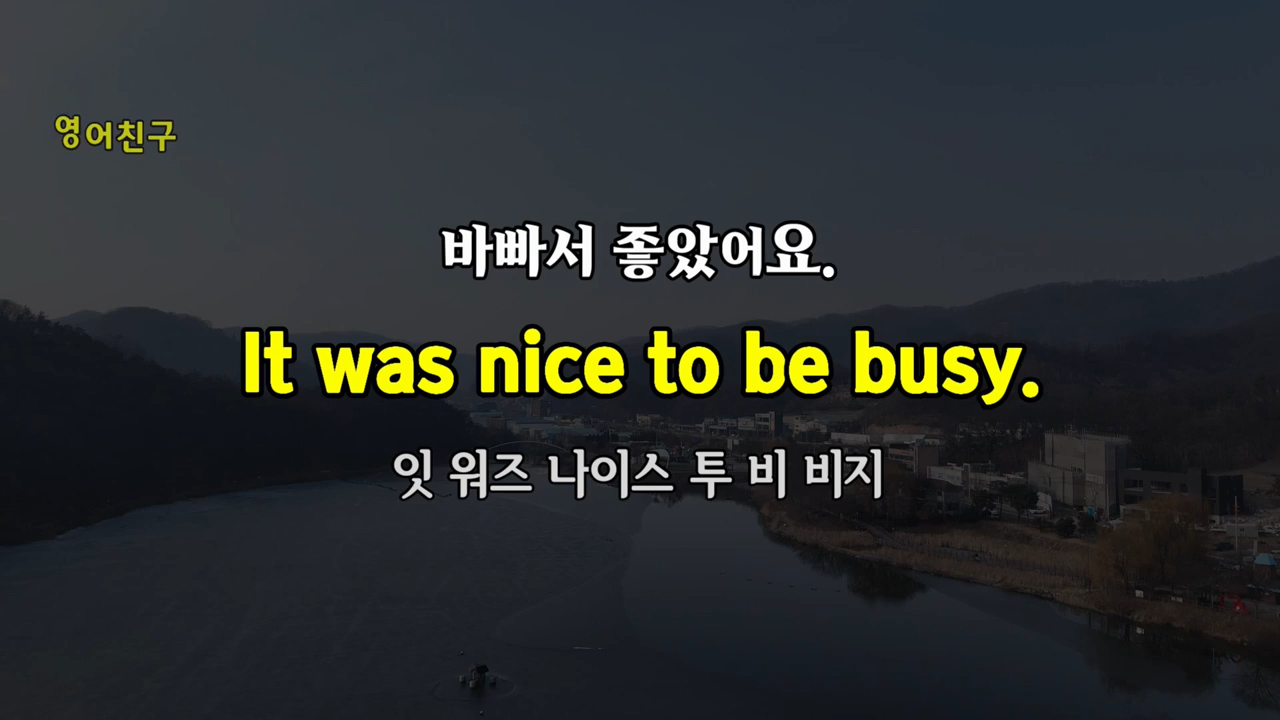 영어친구
바빠서 좋았어요.
It was nice to be busy.
잇 워즈 나이스 투 비 비지